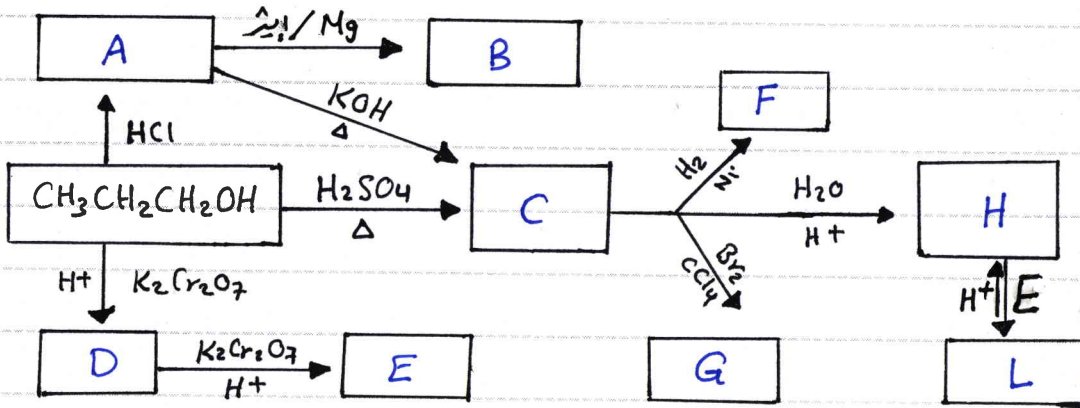 A
إيثر / Mg
B
KOH
Δ
F
HCl
CH3CH2CH2OH
H2SO4
Δ
C
H2
Ni
H2O
H+
H
Br2
CCl4
H+
K2Cr2O7
H+
E
D
K2Cr2O7
H+
E
G
L